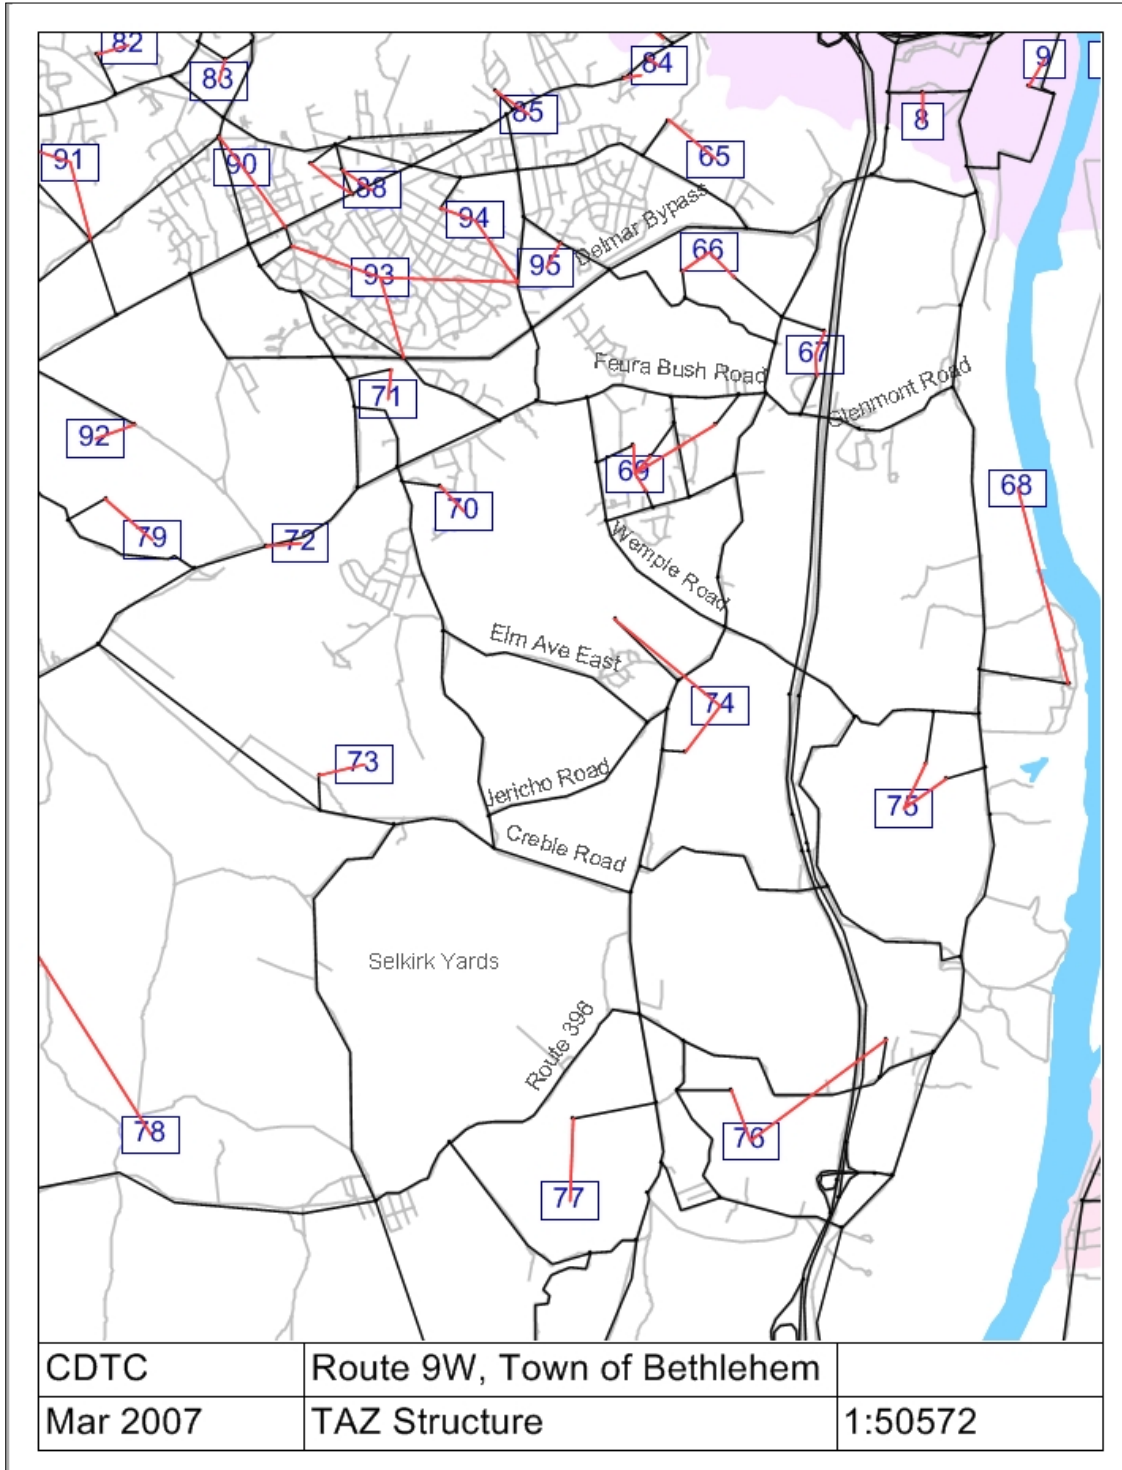 82
83
84
9
85
8
91
90
65
88
94
Delmar Bypass
66
95
93
67
Feura Bush Road
71
Glenmont Road
92
69
68
70
79
72
Wemple Road
Elm Ave East
74
73
Jericho Road
75
Creble Road
Selkirk Yards
Route 396
78
76
77
CDTC
Route 9W, Town of Bethlehem
Mar 2007
TAZ Structure
1:50572